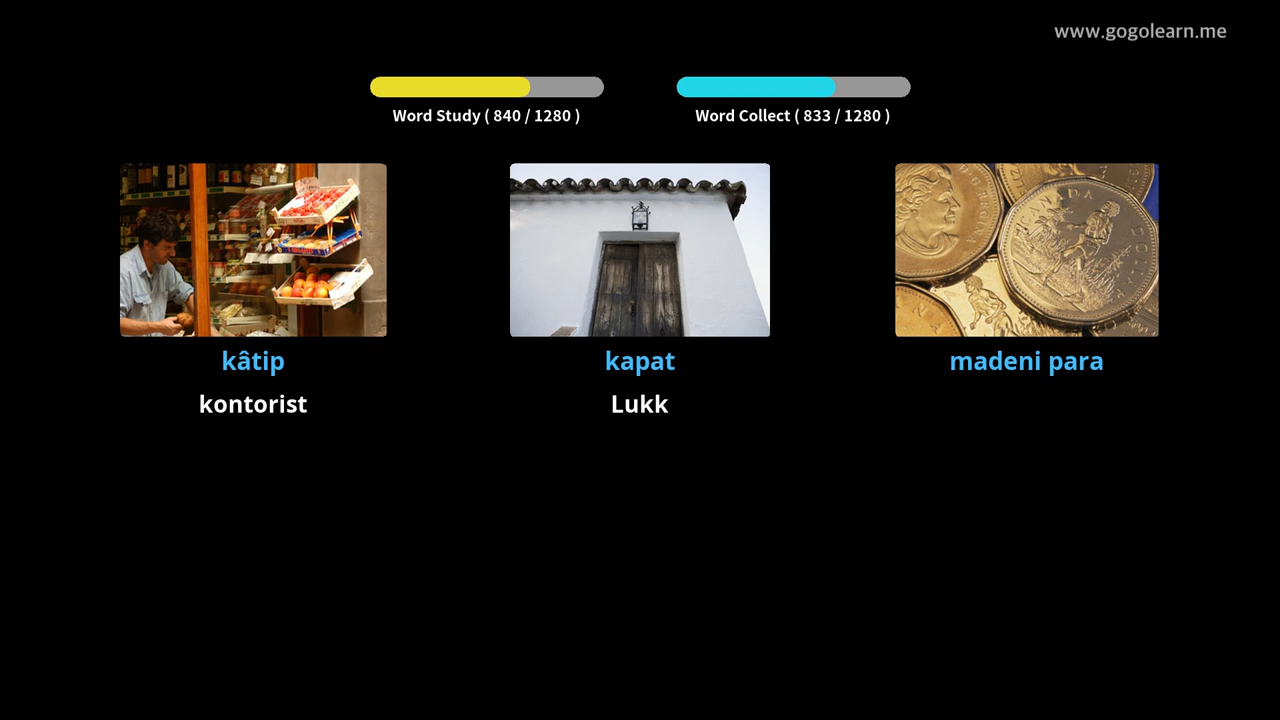 www.gogolearn.me
Word Study ( 840 / 1280 )
Word Collect ( 833 / 1280 )
kâtip
kontorist
kapat
Lukk
madeni para